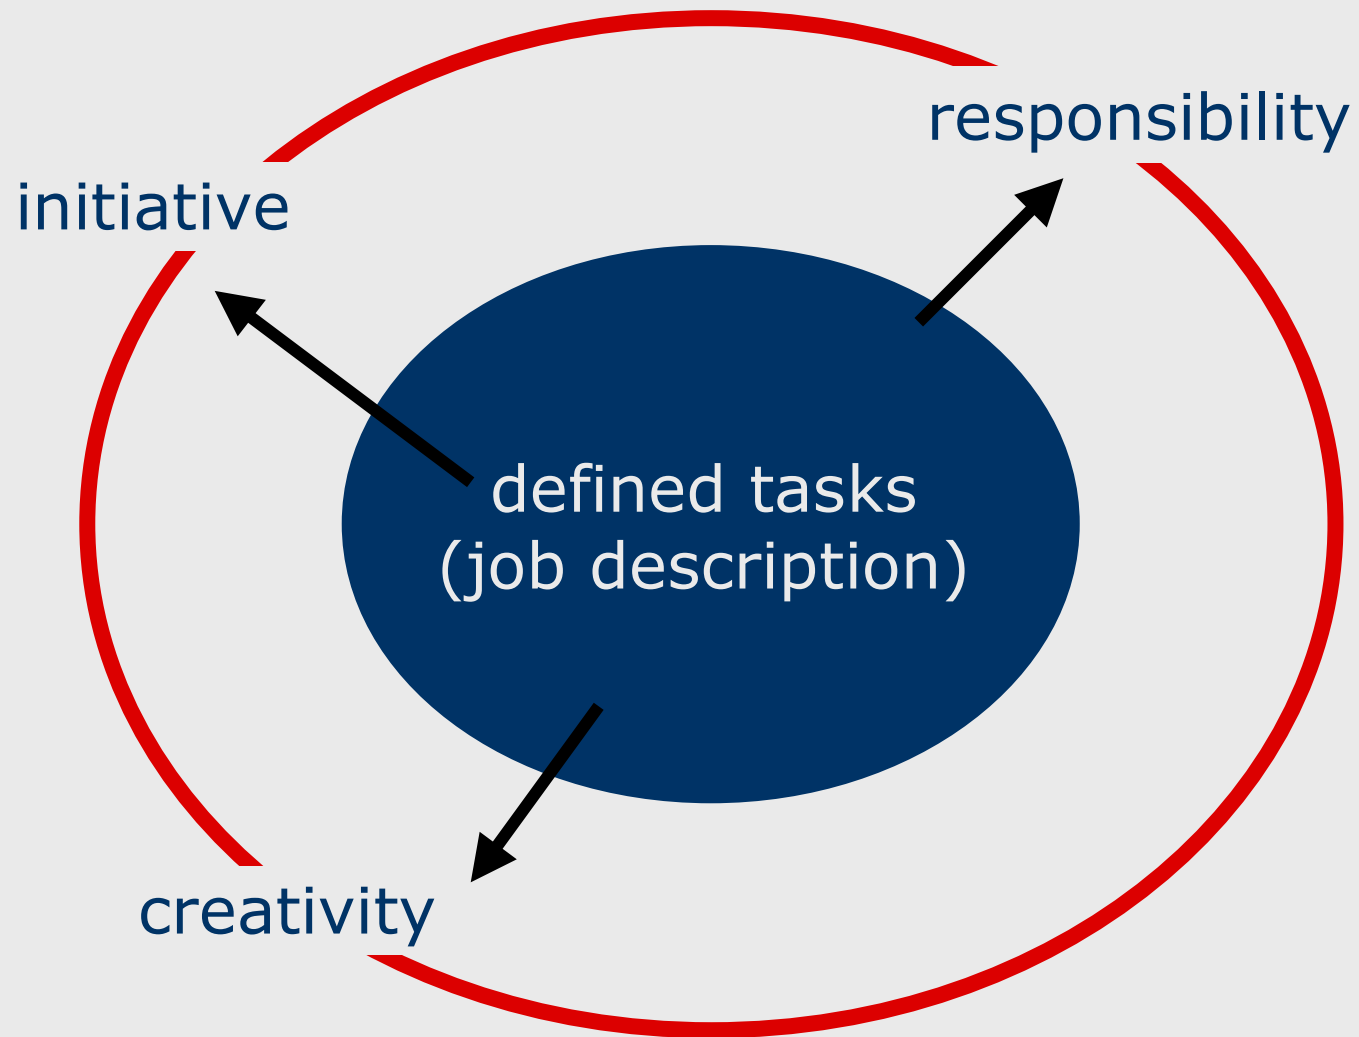 responsibility
initiative
defined tasks
(job description)
creativity